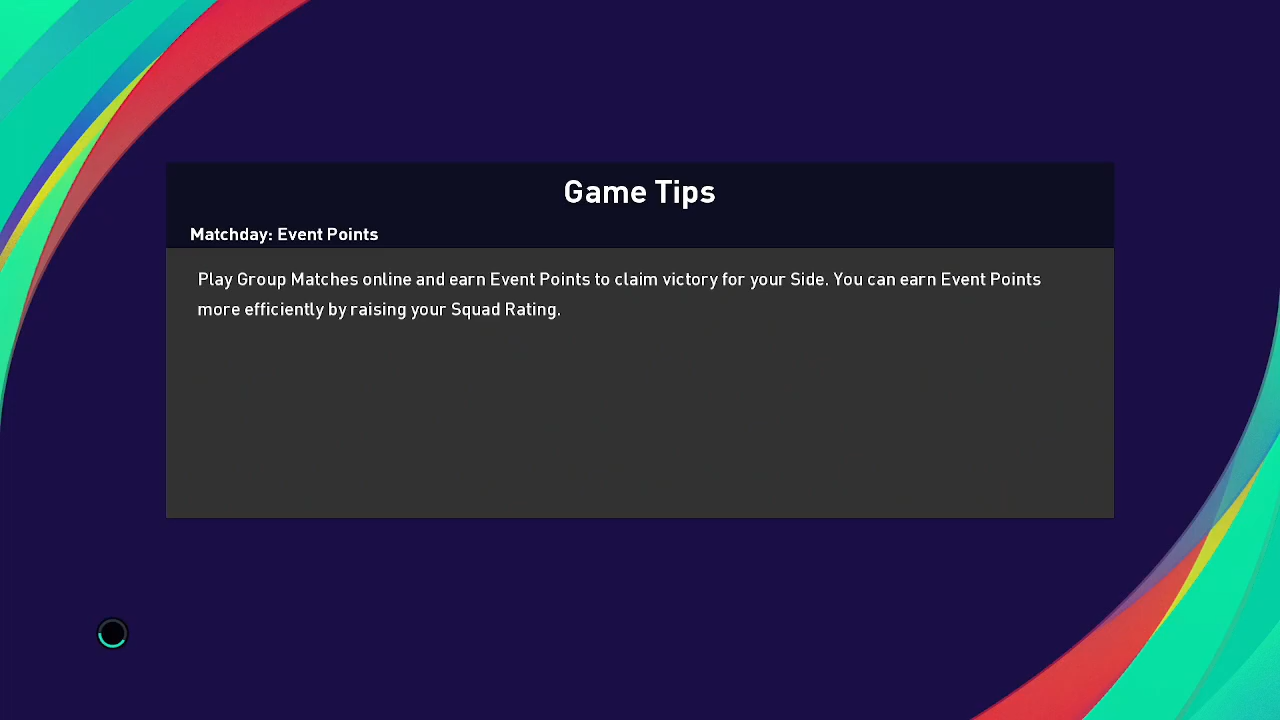 Game Tips
Matchday: Event Points
Play Group Matches online and earn Event Points to claim victory for your Side. You can earn Event Points
more efficiently by raising your Squad Rating.